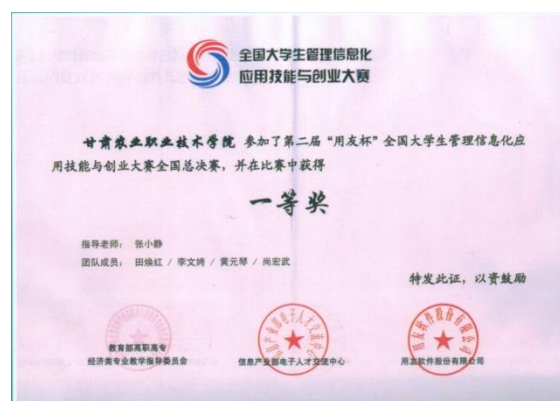 全国大学生管理信息化
应用技能与创业大赛
甘肃农业职业技术学院 参加了第二届“用友杯”全国大学生管理信息化应
用技能与创业大赛全国总决赛，并在比赛中获得
一等奖
指导老师： 张小静
团队成员： 田焕红 / 李文娉 / 黄元琴 / 尚宏武
特发此证，以资鼓励
教育部高职高专
经济类专业教学指导委员会
信息产业部电子人才交流中心
用友软件股份有限公司